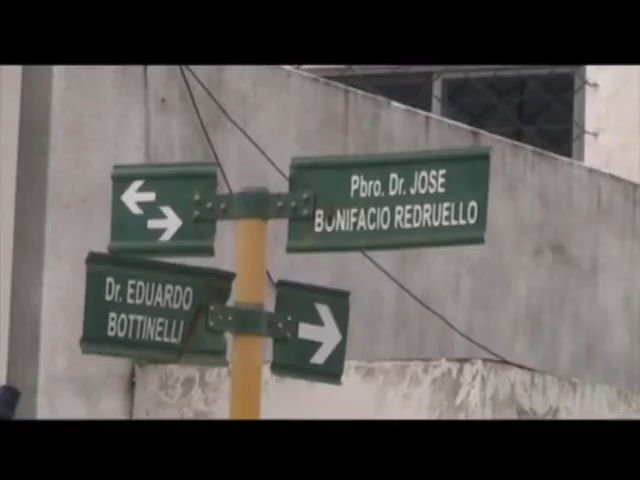 Pbro. Dr. JOSE
BONIFACIO REDRUELLO
Dr. EDUARDO
BOTTINELLI